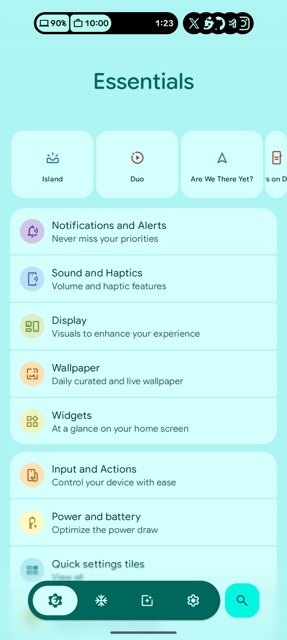 90% 10:00 1:23
Essentials
Island
Duo
Are We There Yet?
Notifications and Alerts
Never miss your priorities
Sound and Haptics
Volume and haptic features
Display
Visuals to enhance your experience
Wallpaper
Daily curated and live wallpaper
Widgets
At a glance on your home screen
Input and Actions
Control your device with ease
Power and battery
Optimize the power draw
Quick settings tiles
View all